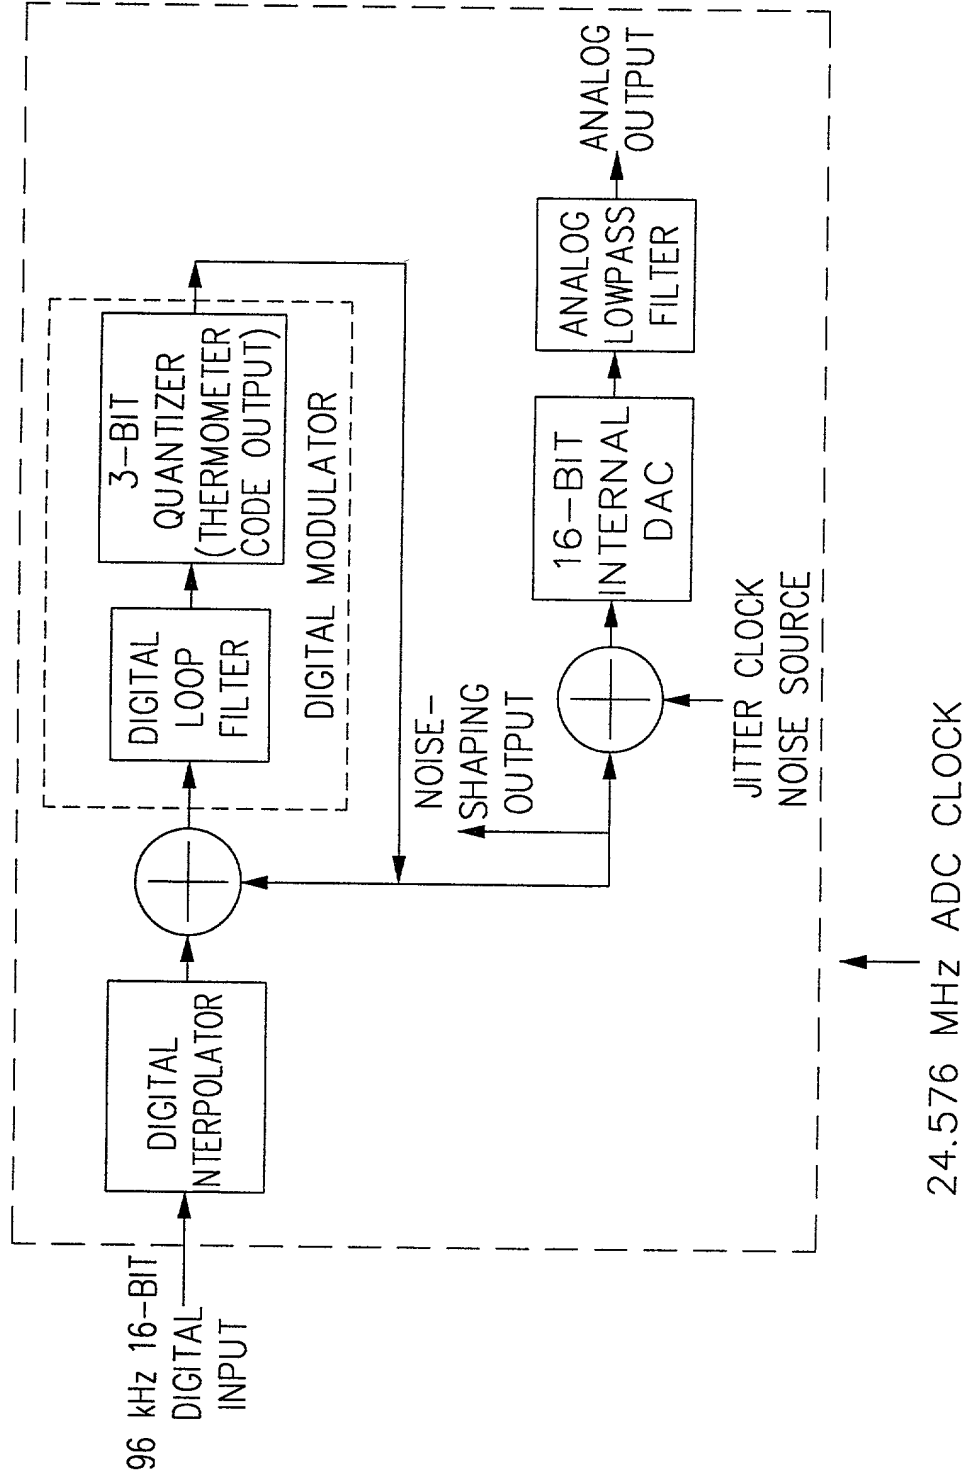 96 kHz 16-BIT
DIGITAL
INPUT
DIGITAL
NTERPOLATOR
DIGITAL
LOOP
FILTER
3-BIT
QUANTIZER
(THERMOMETER
CODE OUTPUT)
DIGITAL MODULATOR
NOISE-
SHAPING
OUTPUT
JITTER CLOCK
NOISE SOURCE
16-BIT
INTERNAL
DAC
ANALOG
LOWPASS
FILTER
ANALOG
OUTPUT
24.576 MHz ADC CLOCK